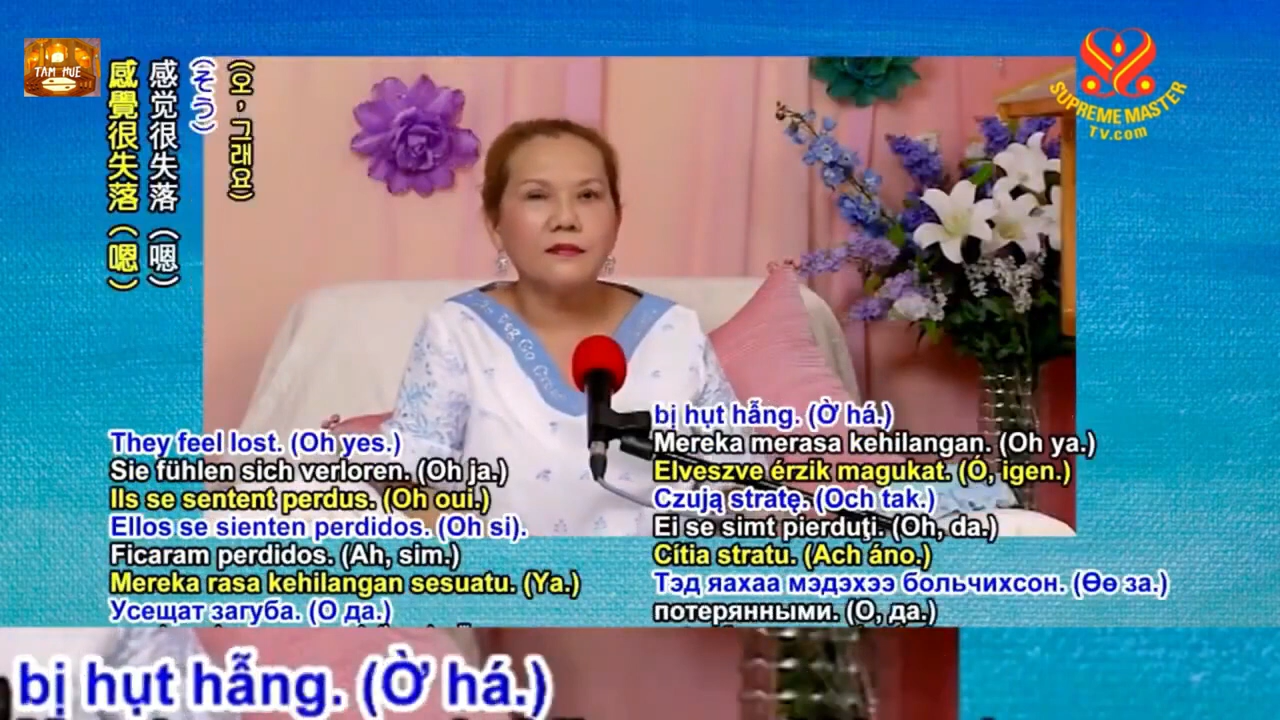 TAM HUE
感覺很失落（嗯）
感觉很失落（嗯）
（そう）
（오，그래요）
SUPREME MASTER
TV.com
They feel lost. (Oh yes.)
Sie fühlen sich verloren. (Oh ja.)
Ils se sentent perdus. (Oh oui.)
Ellos se sienten perdidos. (Oh si).
Ficaram perdidos. (Ah, sim.)
Mereka rasa kehilangan sesuatu. (Ya.)
Усещат загуба. (О да.)
bị hụt hẫng. (Ờ há.)
Mereka merasa kehilangan. (Oh ya.)
Elveszve érzik magukat. (Ó, igen.)
Czują stratę. (Och tak.)
Ei se simt pierduţi. (Oh, da.)
Cítia stratu. (Ach áno.)
Тэд яахаа мэдэхээ больчихсон. (Өө за.)
потерянными. (О, да.)
bị hụt hẫng. (Ờ há.)